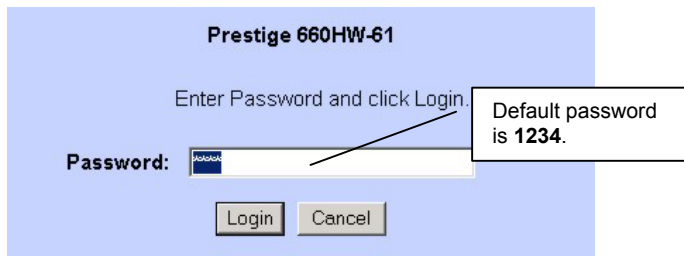 Prestige 660HW-61
Enter Password and click Login.
Default password
is 1234.
Password: ****
Login Cancel